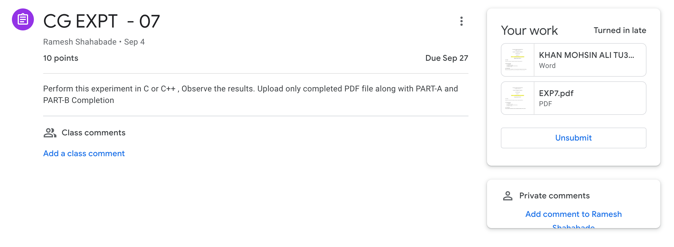 CG EXPT - 07
Ramesh Shahabade • Sep 4
10 points
Due Sep 27
Perform this experiment in C or C++ , Observe the results. Upload only completed PDF file along with PART-A and
PART-B Completion
Class comments
Add a class comment
Your work
Turned in late
KHAN MOHSIN ALI TU3...
Word
EXP7.pdf
PDF
Unsubmit
Private comments
Add comment to Ramesh
Shahabade